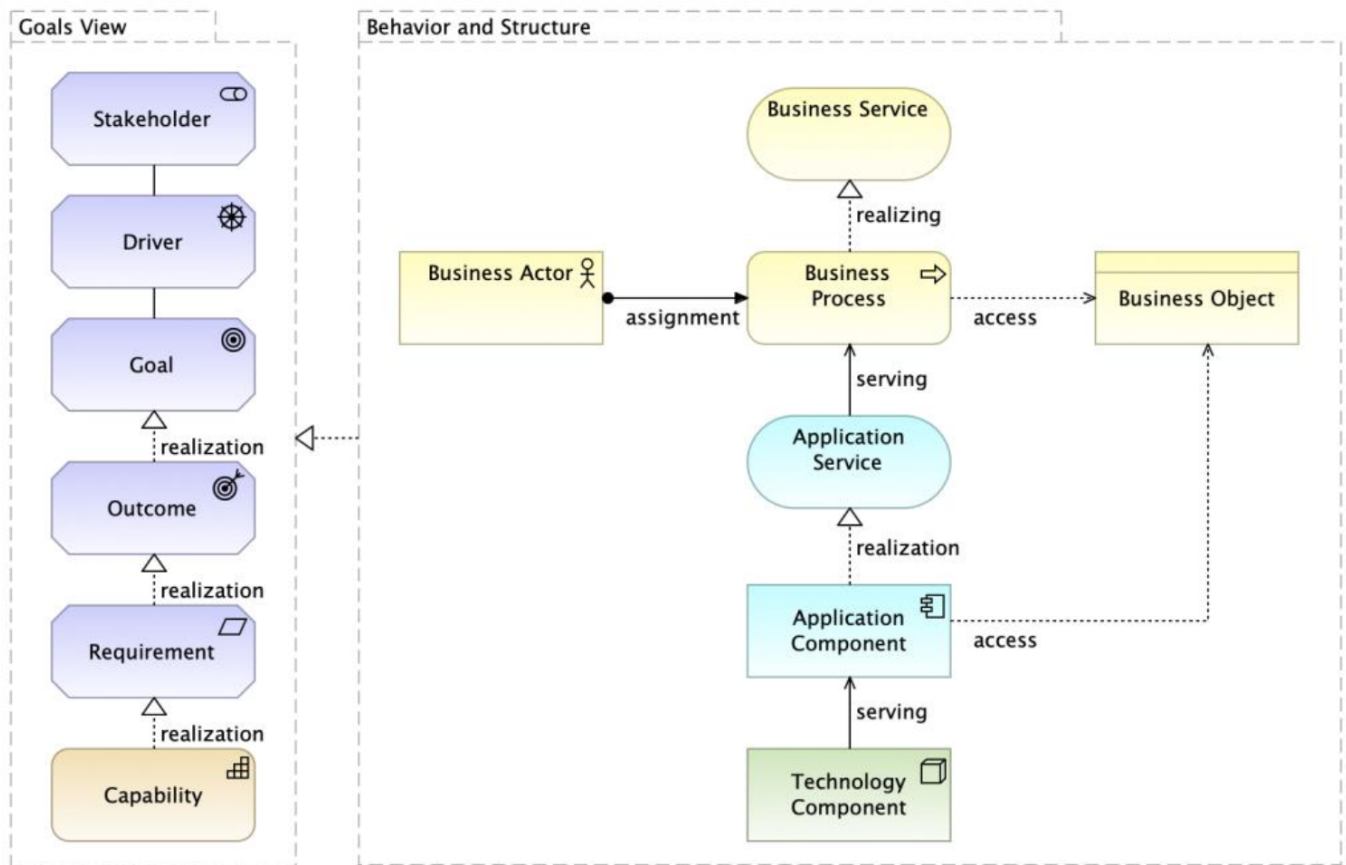 Goals View
Stakeholder
Driver
Goal
realization
Outcome
realization
Requirement
realization
Capability
Behavior and Structure
Business Service
realizing
Business Actor
assignment
Business
Process
access
Business Object
serving
Application
Service
realization
Application
Component
access
serving
Technology
Component